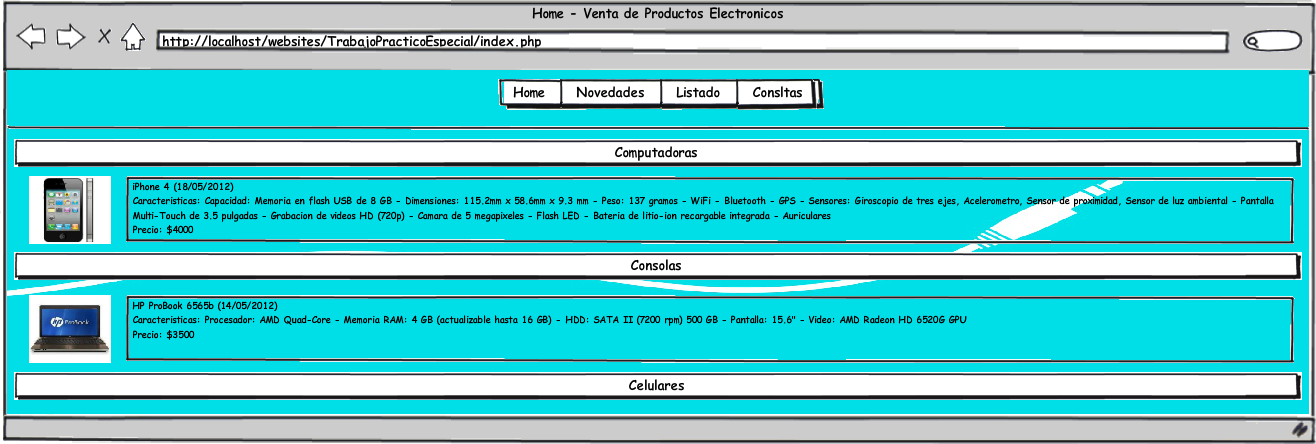 Home - Venta de Productos Electronicos
http://localhost/websites/TrabajoPracticoEspecial/index.php
Home Novedades Listado Consltas
Computadoras
iPhone 4 (18/05/2012)
Caracteristicas: Capacidad: Memoria en flash USB de 8 GB - Dimensiones: 115.2mm x 58.6mm x 9.3 mm - Peso: 137 gramos - WiFi - Bluetooth - GPS - Sensores: Giroscopio de tres ejes, Acelerometro, Sensor de proximidad, Sensor de luz ambiental - Pantalla
Multi-Touch de 3.5 pulgadas - Grabacion de videos HD (720p) - Camara de 5 megapixeles - Flash LED - Bateria de litio-ion recargable integrada - Auriculares
Precio: $4000
Consolas
HP ProBook 6565b (14/05/2012)
Caracteristicas: Procesador: AMD Quad-Core - Memoria RAM: 4 GB (actualizable hasta 16 GB) - HDD: SATA II (7200 rpm) 500 GB - Pantalla: 15.6" - Video: AMD Radeon HD 6520G GPU
Precio: $3500
hp ProBook
Celulares